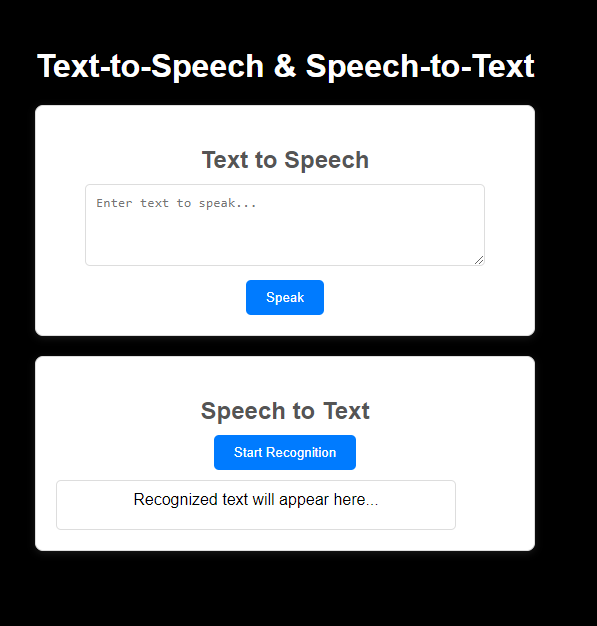 Text-to-Speech & Speech-to-Text
Text to Speech
Enter text to speak...
Speak
Speech to Text
Start Recognition
Recognized text will appear here...